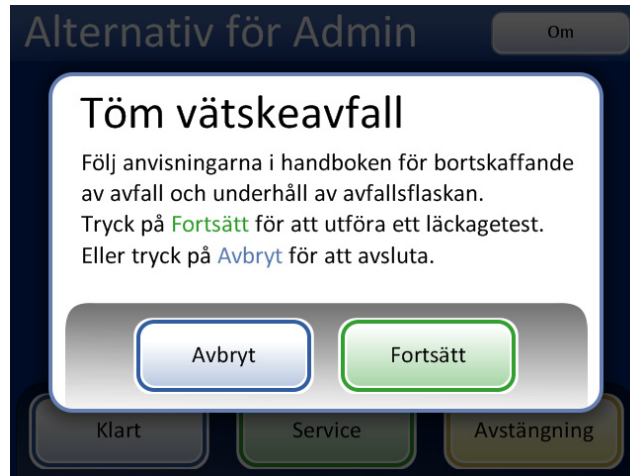 Alternativ för Admin
Om
Töm vätskeavfall
Följ anvisningarna i handboken för bortskaffande
av avfall och underhåll av avfallsflaskan.
Tryck på Fortsätt för att utföra ett läckagetest.
Eller tryck på Avbryt för att avsluta.
Avbryt
Fortsätt
Klart
Service
Avstängning